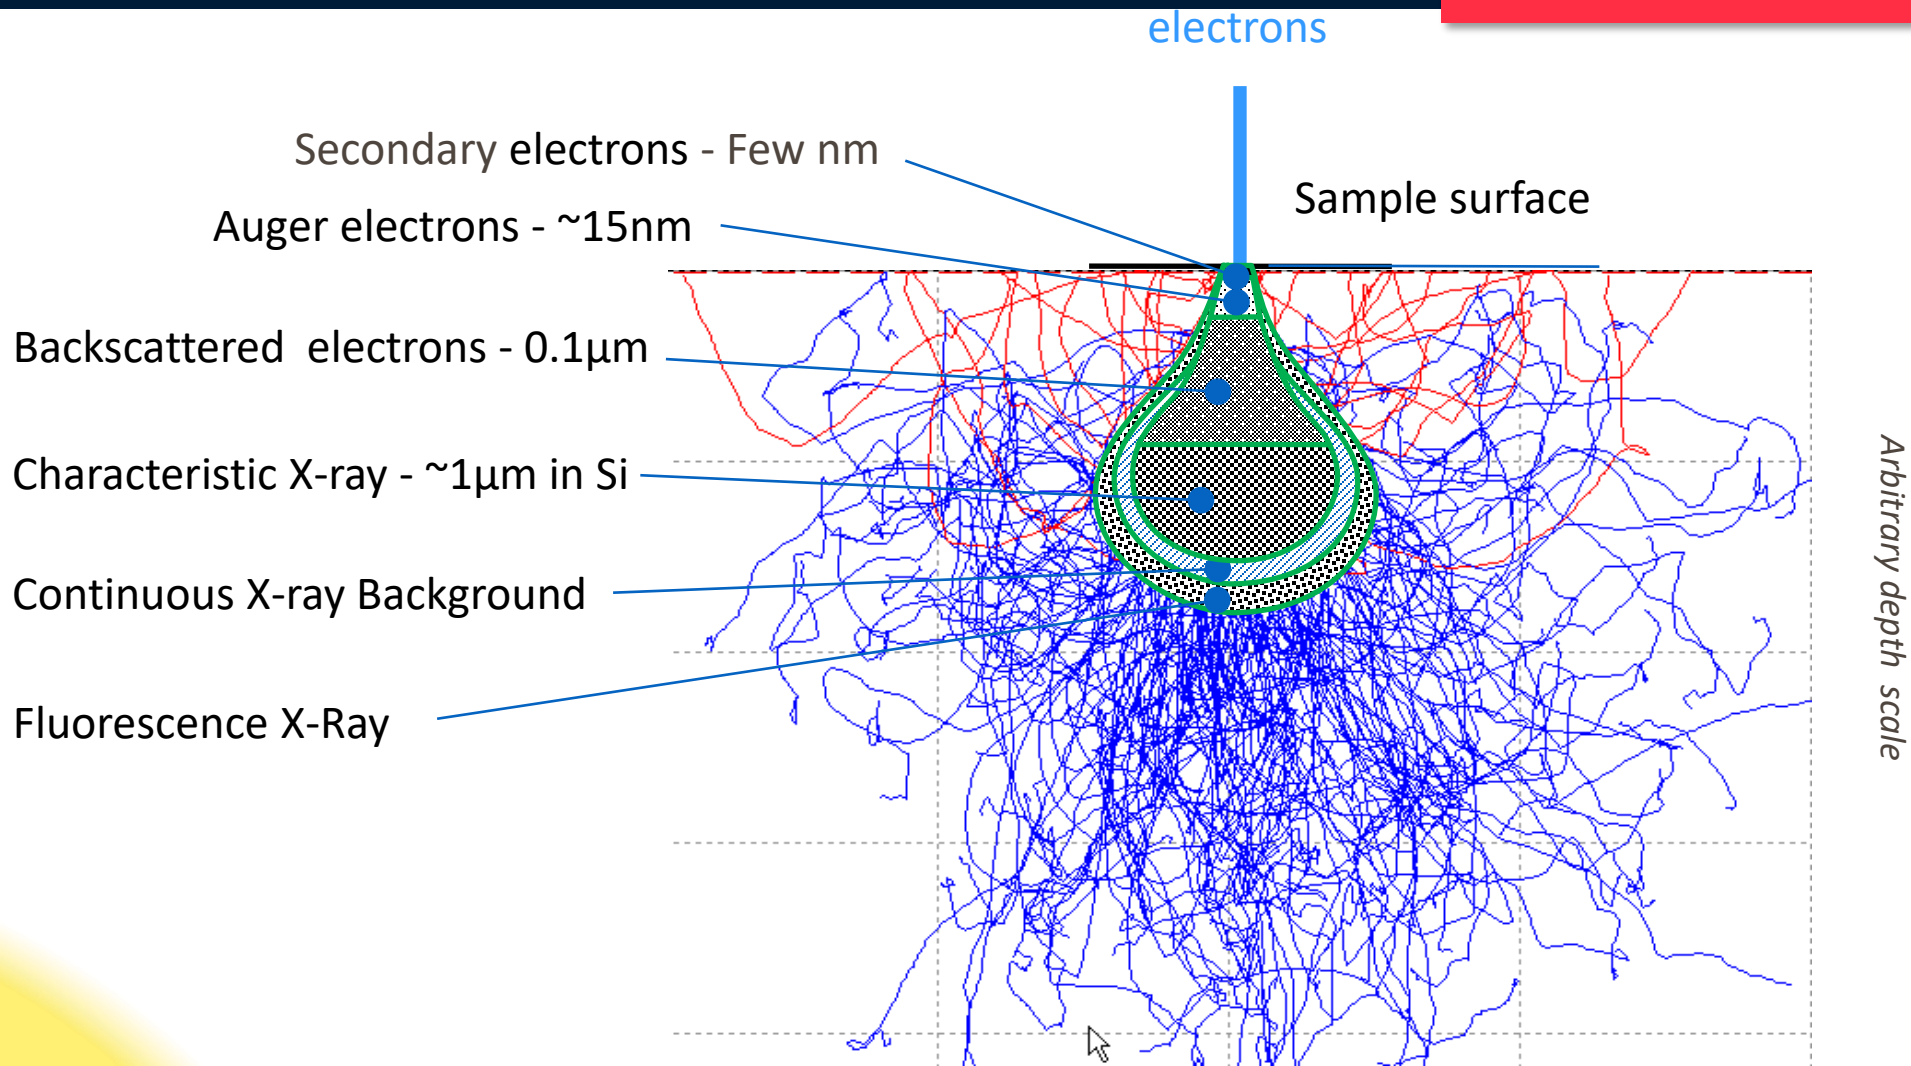 electrons
Secondary electrons - Few nm
Sample surface
Auger electrons - ~15nm
Backscattered  electrons - 0.1µm
Characteristic X-ray - ~1µm in Si
Continuous X-ray Background
Fluorescence X-Ray
Arbitrary depth  scale